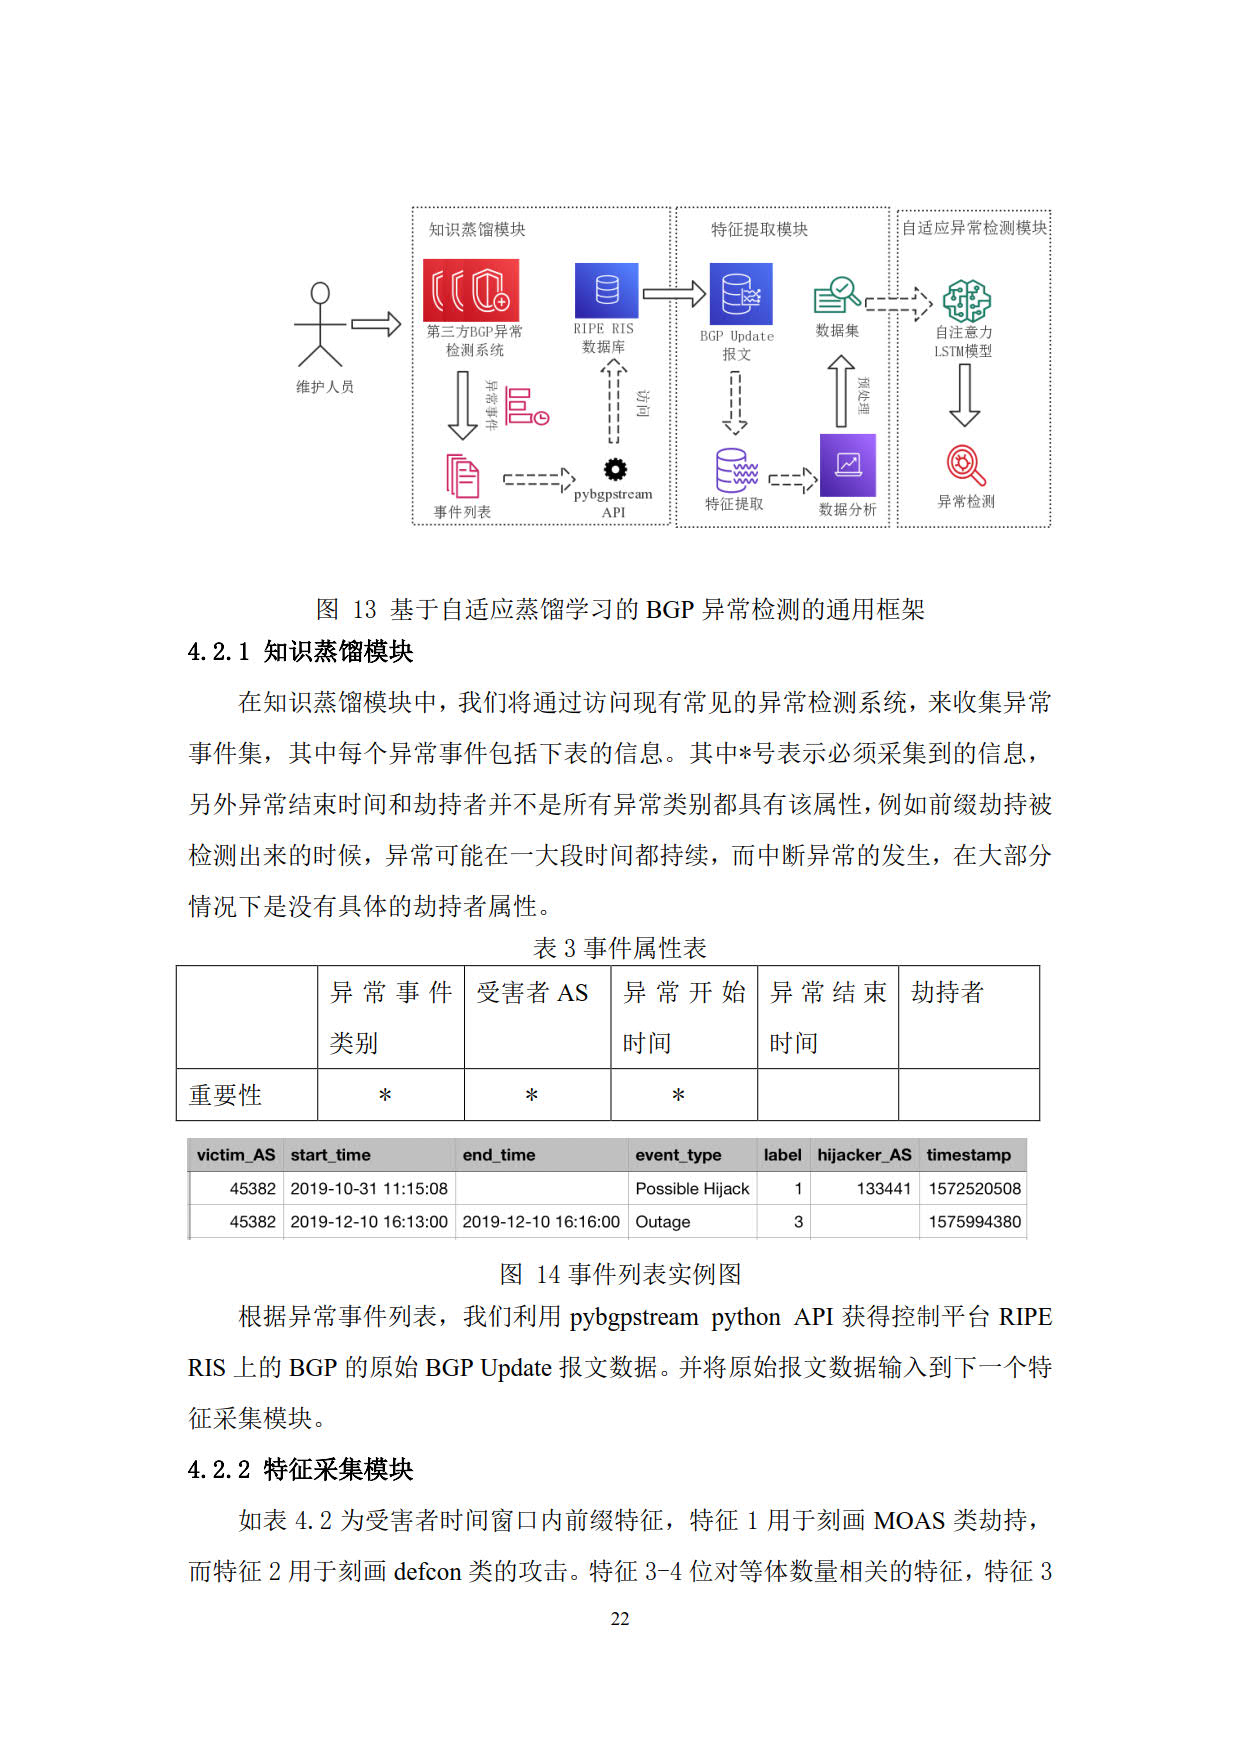 知识蒸馏模块
特征提取模块
自适应异常检测模块
第三方BGP异常
检测系统
RIPE RIS
数据库
BGP Update
报文
数据集
自注意力
LSTM模型
维护人员
异常事件
访问
预处理
事件列表
pybgpstream
API
特征提取
数据分析
异常检测
图 13 基于自适应蒸馏学习的 BGP 异常检测的通用框架
4.2.1 知识蒸馏模块
在知识蒸馏模块中，我们将通过访问现有常见的异常检测系统，来收集异常
事件集，其中每个异常事件包括下表的信息。其中*号表示必须采集到的信息，
另外异常结束时间和劫持者并不是所有异常类别都具有该属性，例如前缀劫持被
检测出来的时候，异常可能在一大段时间都持续，而中断异常的发生，在大部分
情况下是没有具体的劫持者属性。
表 3 事件属性表
异常事件 受害者 AS 异常开始 异常结束 劫持者
类别 时间 时间
重要性 * * *
victim_AS start_time end_time event_type label hijacker_AS timestamp
45382 2019-10-31 11:15:08 Possible Hijack 1 133441 1572520508
45382 2019-12-10 16:13:00 2019-12-10 16:16:00 Outage 3 1575994380
图 14 事件列表实例图
根据异常事件列表，我们利用 pybgpstream python API 获得控制平台 RIPE
RIS 上的 BGP 的原始 BGP Update 报文数据。并将原始报文数据输入到下一个特
征采集模块。
4.2.2 特征采集模块
如表 4.2 为受害者时间窗口内前缀特征，特征 1 用于刻画 MOAS 类劫持，
而特征 2 用于刻画 defcon 类的攻击。特征 3-4 位对等体数量相关的特征，特征 3
22